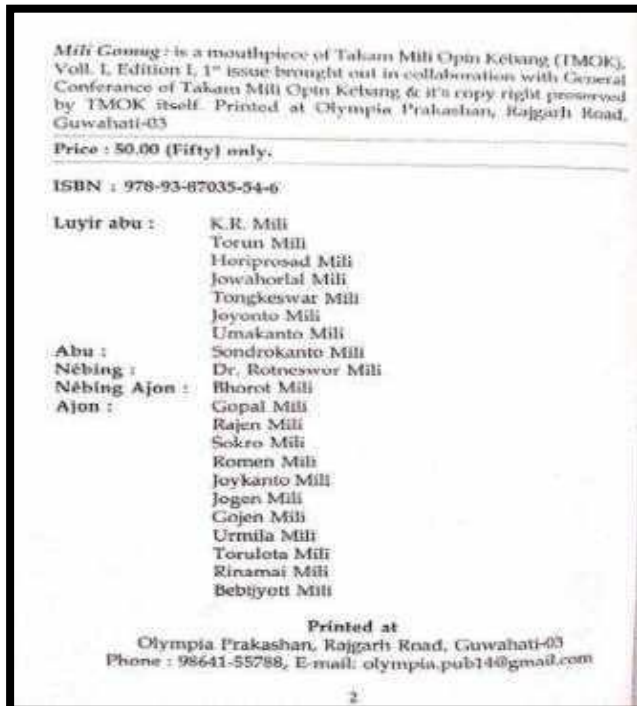 Mili Gomug : is a mouthpiece of Takam Mili Opin Kébang (TMOK),
Voll. I, Edition I, 1st issue brought out in collaboration with General
Conferance of Takam Mili Opin Kébang & it's copy right preserved
by TMOK itself. Printed at Olympia Prakashan, Rajgarh Road,
Guwahati-03
Price : 50.00 (Fifty) only.
ISBN : 978-93-87035-54-6
Luyir abu : K.R. Mili
Torun Mili
Horiprosad Mili
Jowahorlal Mili
Tongkeswar Mili
Joyonto Mili
Umakanto Mili
Abu : Sondrokanto Mili
Nébing : Dr. Rotneswor Mili
Nébing Ajon : Bhorot Mili
Ajon : Gopal Mili
Rajen Mili
Sokro Mili
Romen Mili
Joykanto Mili
Jogen Mili
Gojen Mili
Urmila Mili
Torulota Mili
Rinamai Mili
Bebijyoti Mili
Printed at
Olympia Prakashan, Rajgarh Road, Guwahati-03
Phone : 98641-55788, E-mail: olympia.pub14@gmail.com
2